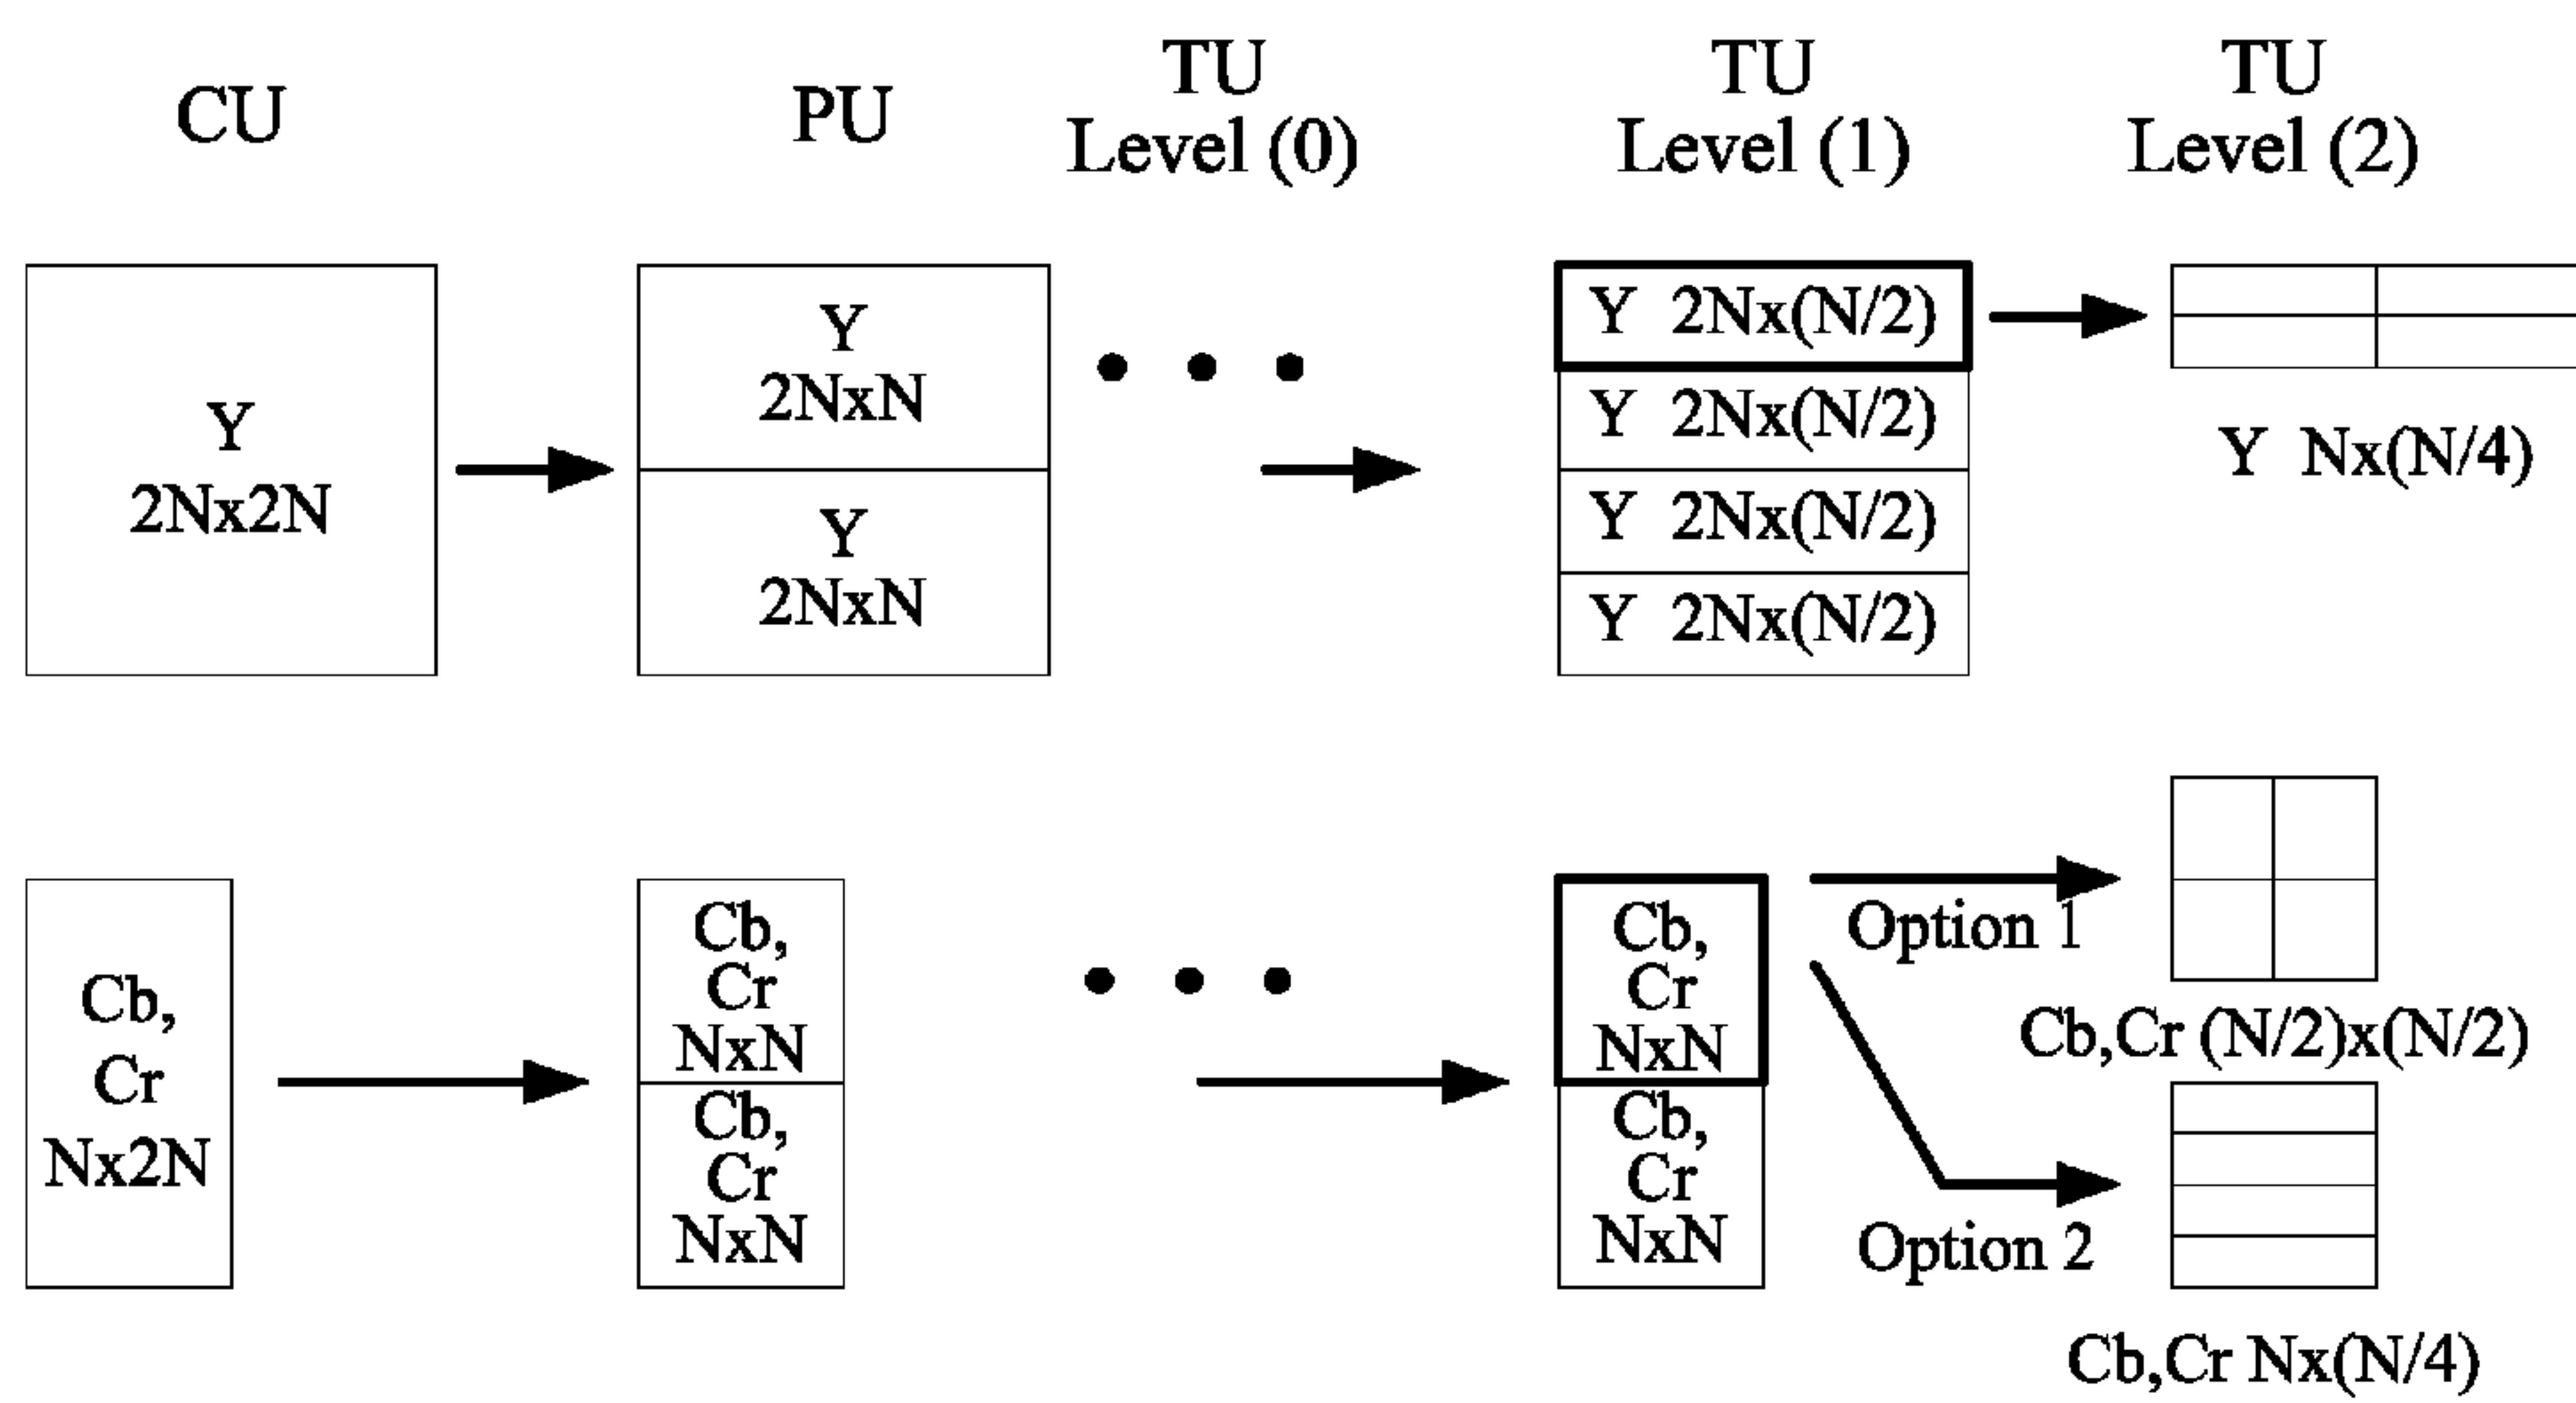 CU
PU
TU
Level (0)
TU
Level (1)
TU
Level (2)
Y
2Nx2N
Y
2NxN
Y
2NxN
Y 2Nx(N/2)
Y 2Nx(N/2)
Y 2Nx(N/2)
Y 2Nx(N/2)
Y Nx(N/4)
Cb,
Cr
Nx2N
Cb,
Cr
NxN
Cb,
Cr
NxN
Cb,
Cr
NxN
Cb,
Cr
NxN
Option 1
Cb,Cr (N/2)x(N/2)
Option 2
Cb,Cr Nx(N/4)